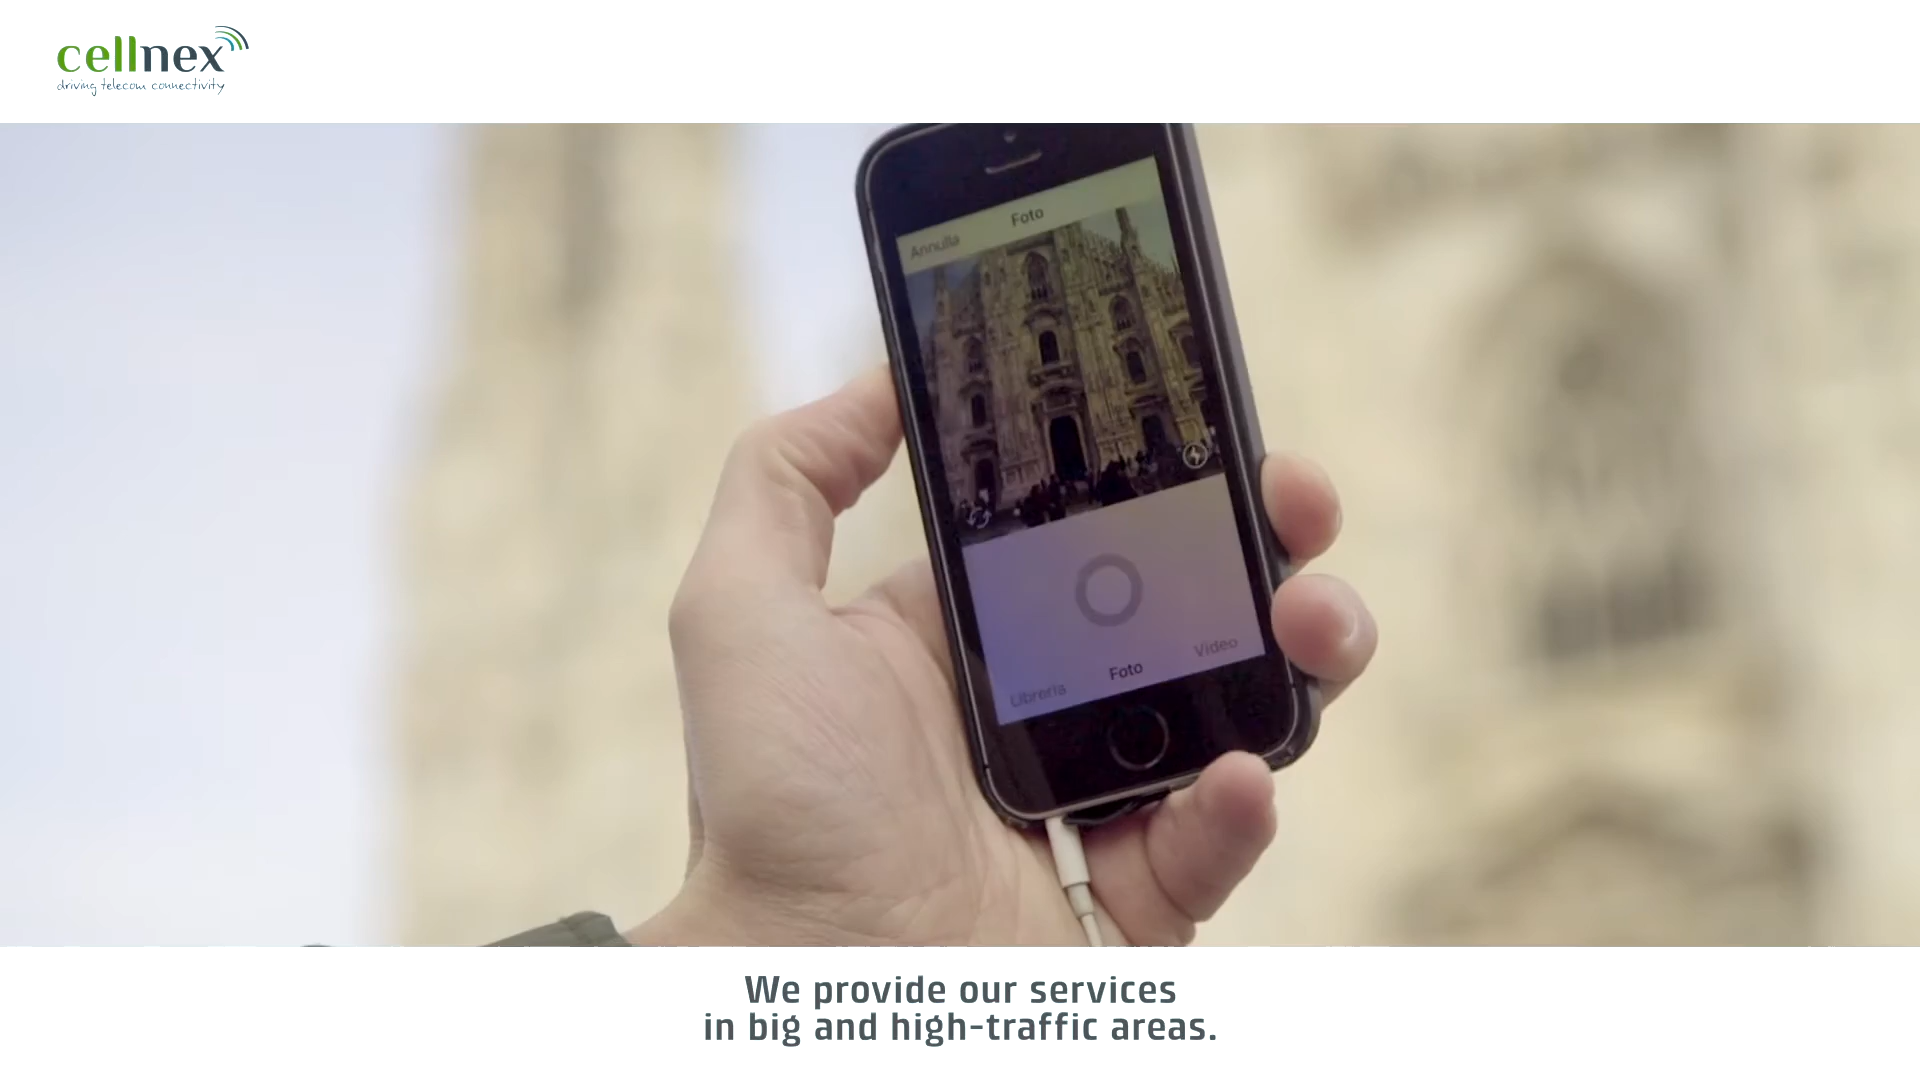 cellnex
driving telecom connectivity
Foto
Annulla
Video
Foto
Libreria
We provide our services
in big and high-traffic areas.